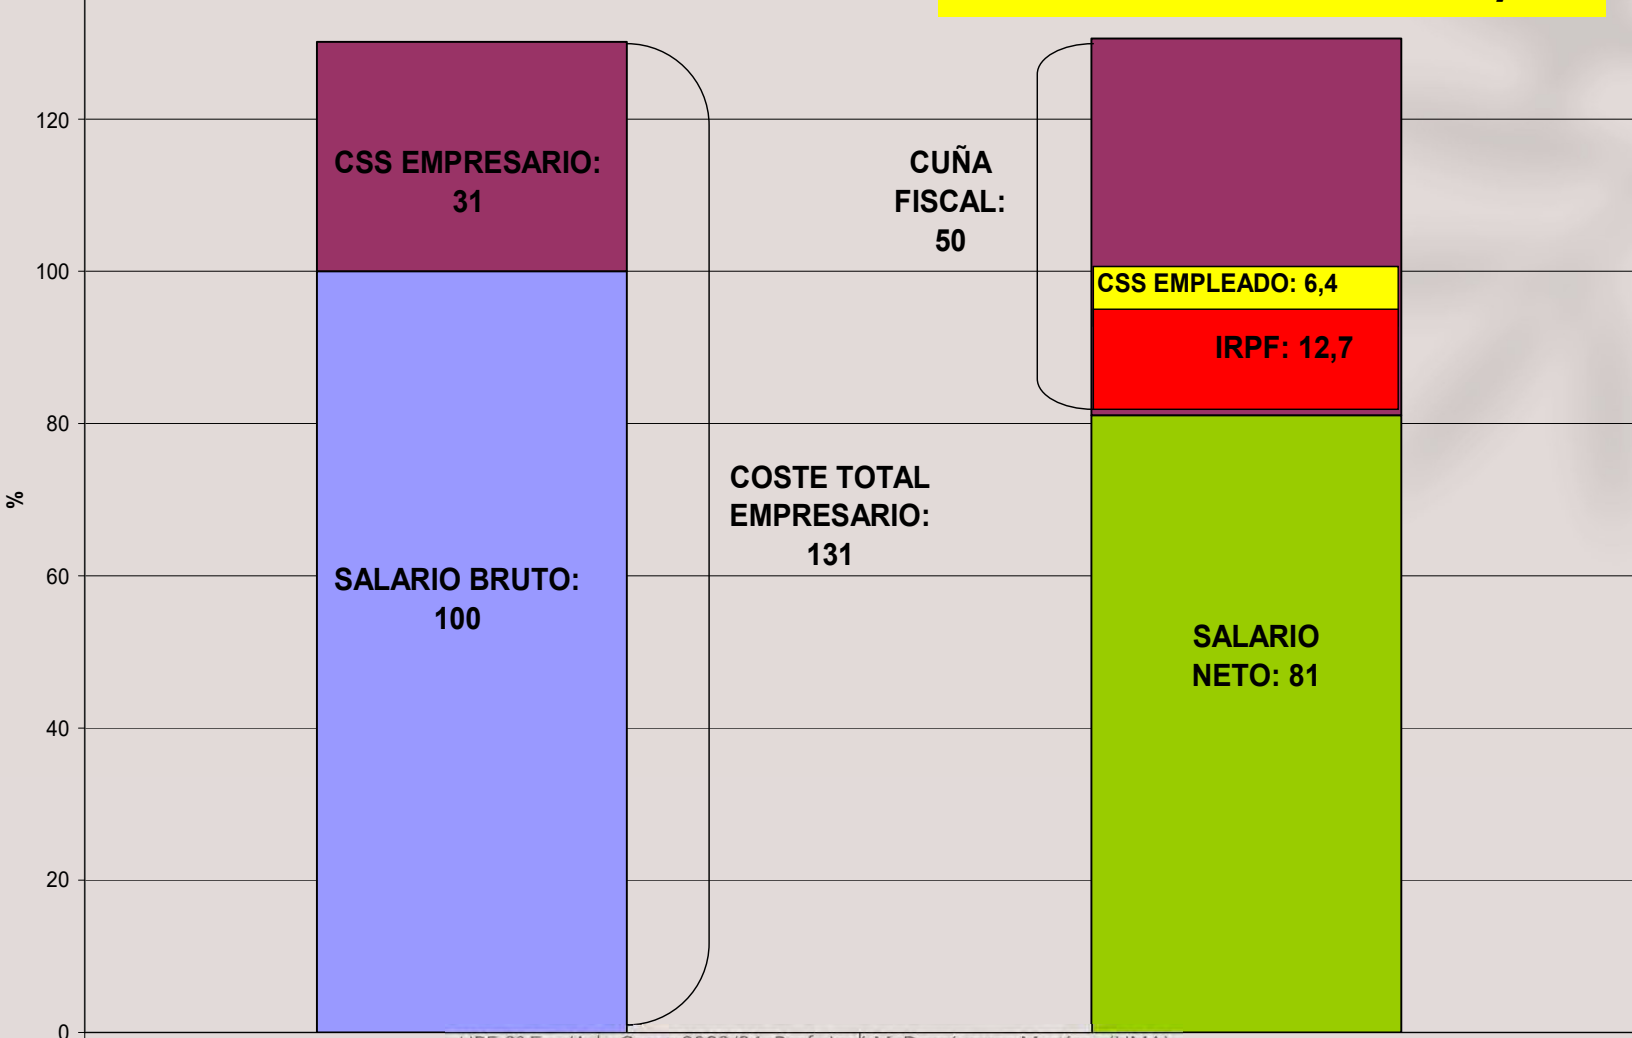 120
100
80
60
40
20
0
%
CSS EMPRESARIO:
31
SALARIO BRUTO:
100
COSTE TOTAL
EMPRESARIO:
131
CUÑA
FISCAL:
50
CSS EMPLEADO: 6,4
IRPF: 12,7
SALARIO
NETO: 81